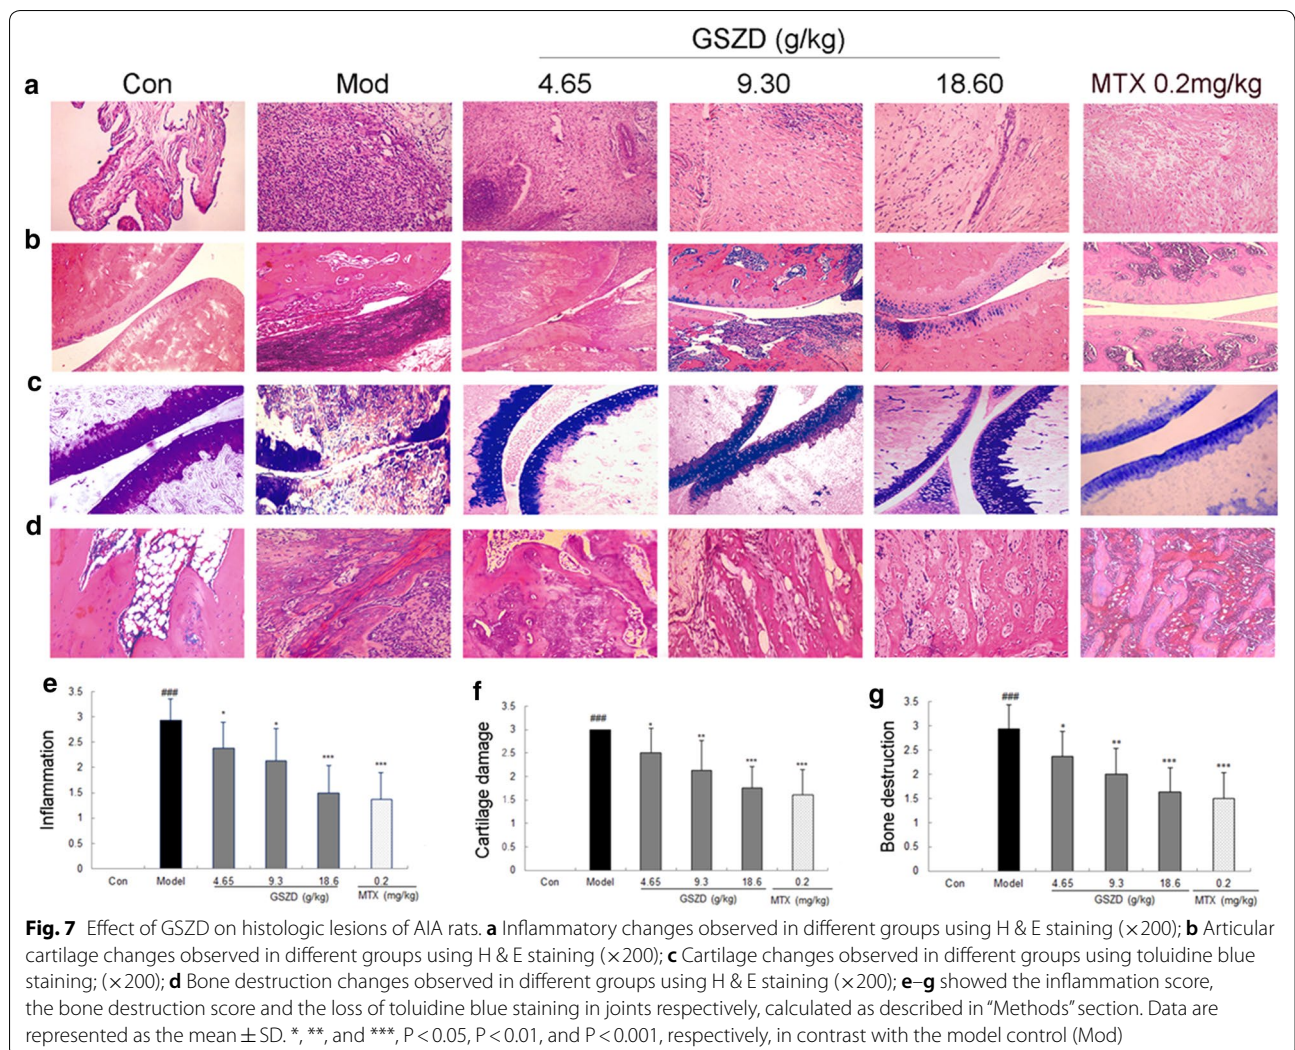 GSZD (g/kg)
a Con Mod 4.65 9.30 18.60 MTX 0.2mg/kg
b
c
d
e
Inflammation
3.5
3
2.5
2
1.5
1
0.5
0
### * * *** ***
Con Model 4.65 9.3 18.6 0.2
GSZD (g/kg) MTX (mg/kg)
f
Cartilage damage
3.5
3
2.5
2
1.5
1
0.5
0
### * ** *** ***
Con Model 4.65 9.3 18.6 0.2
GSZD (g/kg) MTX (mg/kg)
g
Bone destruction
3.5
3
2.5
2
1.5
1
0.5
0
### * ** *** ***
Con Model 4.65 9.3 18.6 0.2
GSZD (g/kg) MTX (mg/kg)
Fig. 7 Effect of GSZD on histologic lesions of AIA rats. a Inflammatory changes observed in different groups using H & E staining (×200); b Articular
cartilage changes observed in different groups using H & E staining (×200); c Cartilage changes observed in different groups using toluidine blue
staining; (×200); d Bone destruction changes observed in different groups using H & E staining (×200); e–g showed the inflammation score,
the bone destruction score and the loss of toluidine blue staining in joints respectively, calculated as described in “Methods” section. Data are
represented as the mean ± SD. *, **, and ***, P < 0.05, P < 0.01, and P < 0.001, respectively, in contrast with the model control (Mod)